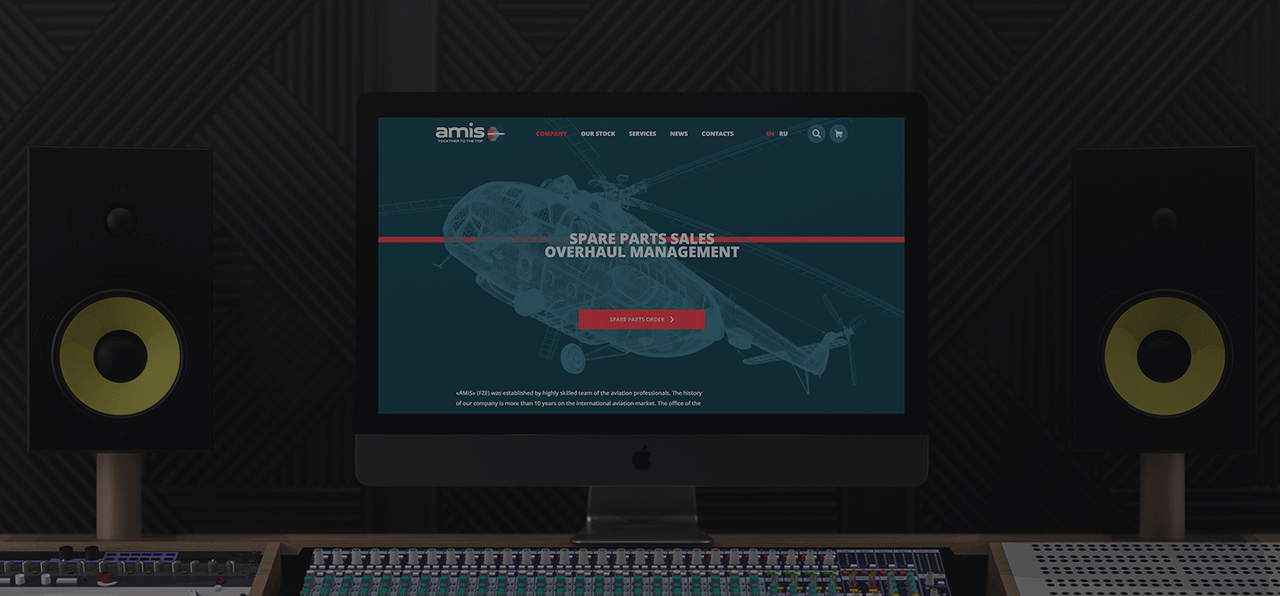 amis
TOGETHER TO THE TOP
COMPANY OUR STOCK SERVICES NEWS CONTACTS EN RU
SPARE PARTS SALES
OVERHAUL MANAGEMENT
SPARE PARTS ORDER
«AMIS» (FZE) was established by highly skilled team of the aviation professionals. The history
of our company is more than 10 years on the international aviation market. The office of the